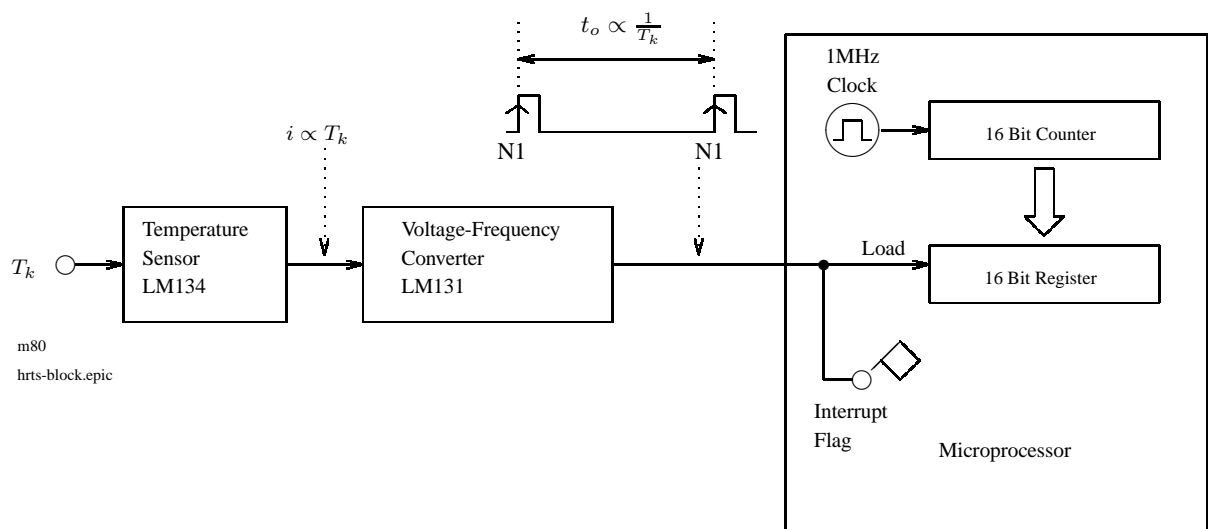 t_o ∝ 1/T_k
1MHz
Clock
16 Bit Counter
i ∝ T_k
N1
N1
Temperature
Sensor
LM134
Voltage-Frequency
Converter
LM131
T_k
Load
16 Bit Register
m80
hrts-block.epic
Interrupt
Flag
Microprocessor